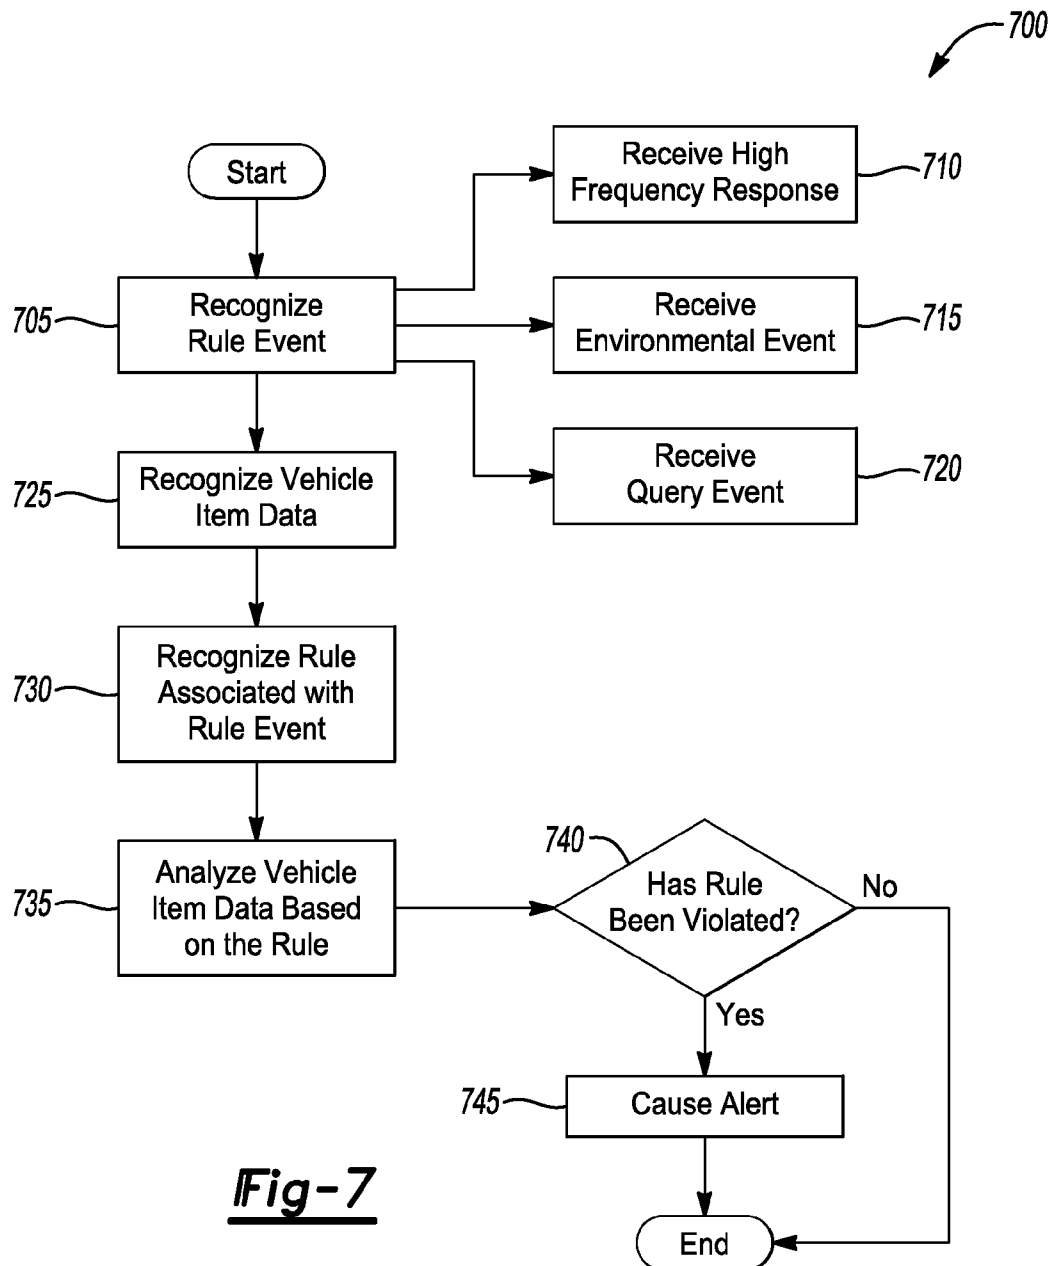 700
Start
Receive High
Frequency Response
710
705
Recognize
Rule Event
Receive
Environmental Event
715
725
Recognize Vehicle
Item Data
Receive
Query Event
720
730
Recognize Rule
Associated with
Rule Event
735
Analyze Vehicle
Item Data Based
on the Rule
740
Has Rule
Been Violated?
No
Yes
745
Cause Alert
End
Fig-7